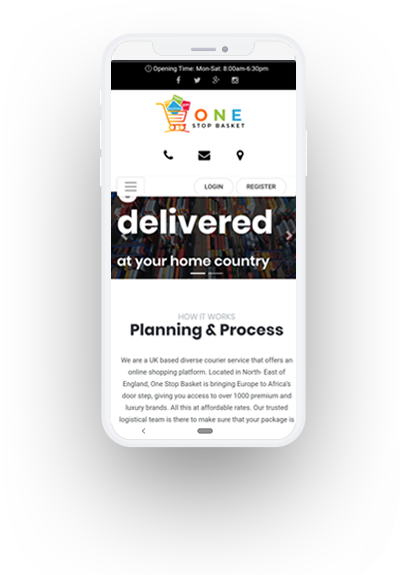 Opening Time: Mon-Sat: 8:00am-6:30pm
ONE
STOP BASKET
LOGIN REGISTER
delivered
at your home country
HOW IT WORKS
Planning & Process
We are a UK based diverse courier service that offers an
online shopping platform. Located in North- East of
England, One Stop Basket is bringing Europe to Africa's
door step, giving you access to over 1000 premium and
luxury brands. All this at affordable rates. Our trusted
logistical team is there to make sure that your package is